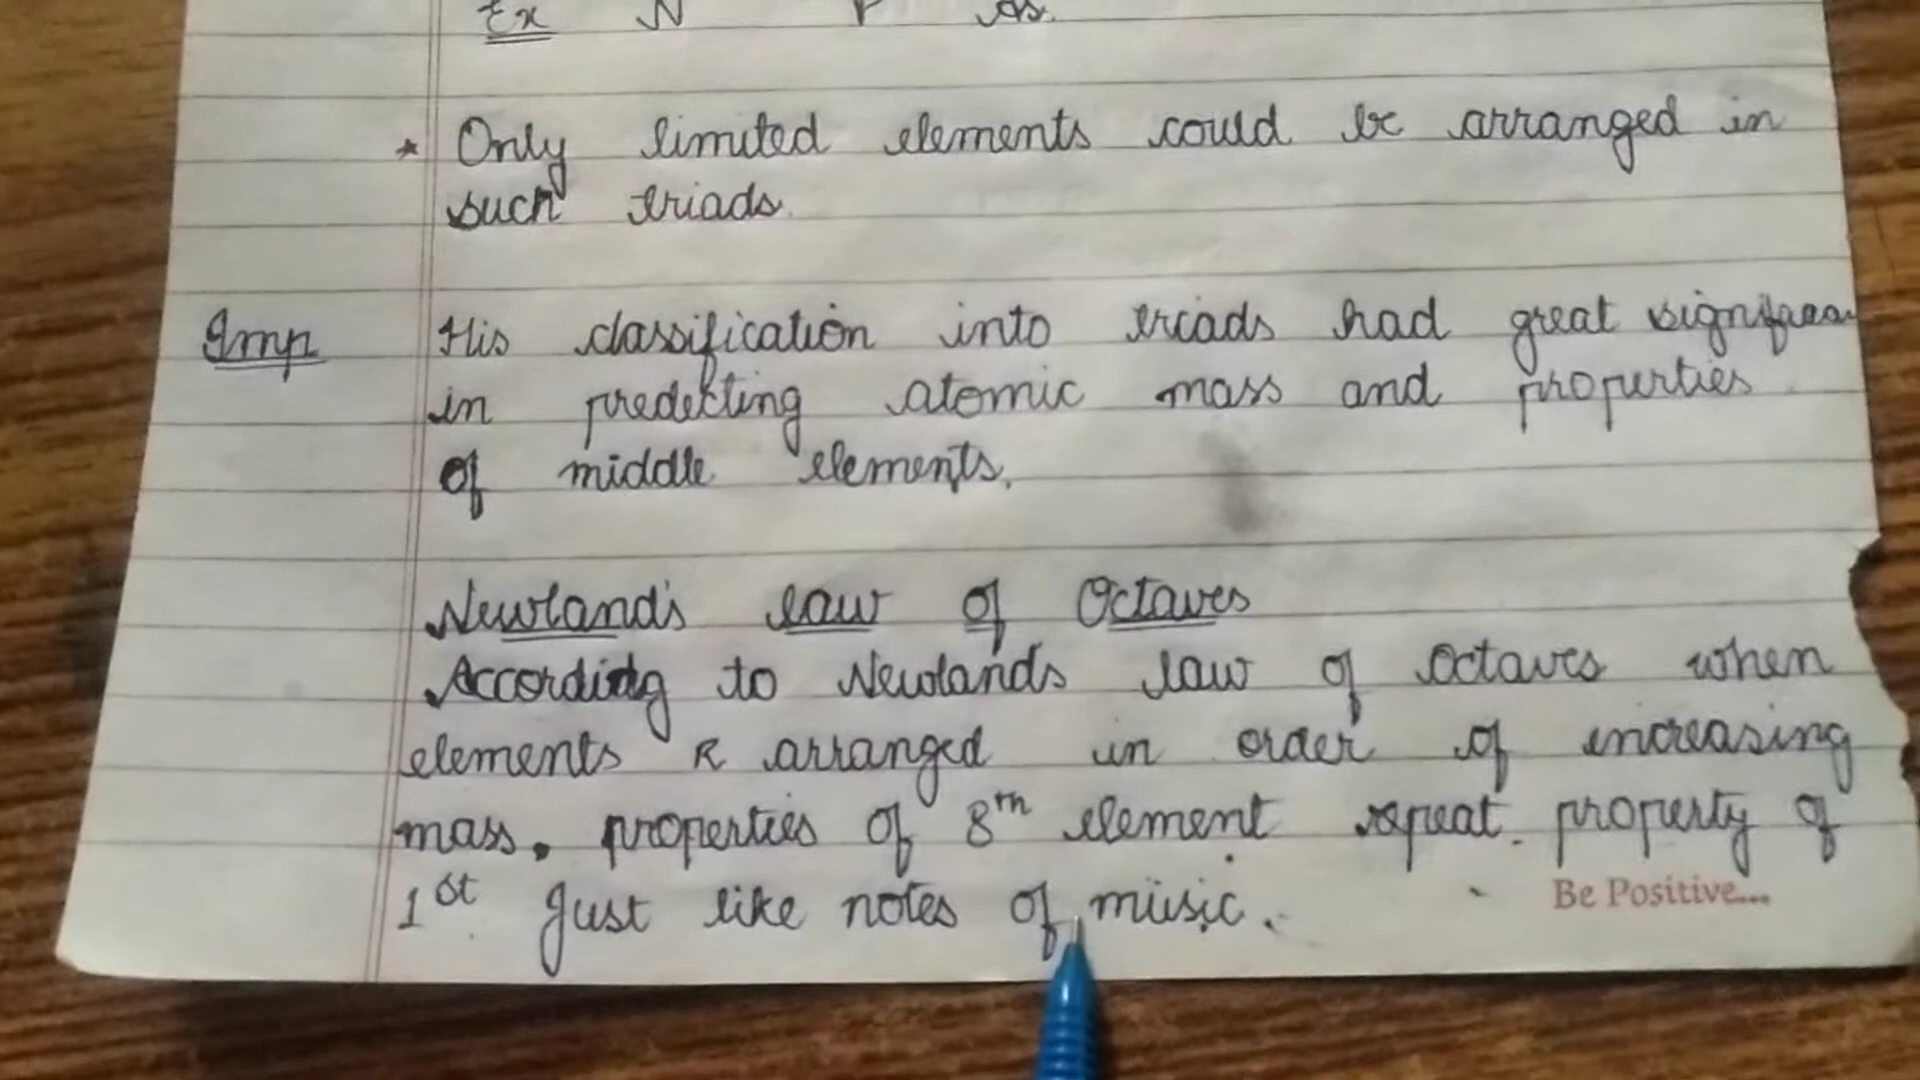 Ex N P As.
* Only limited elements could be arranged in
such triads.
Imp His classification into triads had great
in predekting atomic mass and properties
of middle elements.
Newland's law of Octaves
According to Newlands law of octaves when
elements R arranged in order of increasing
mass. properties of 8th element repeat property of
1st Just like notes of music.
Be Positive...